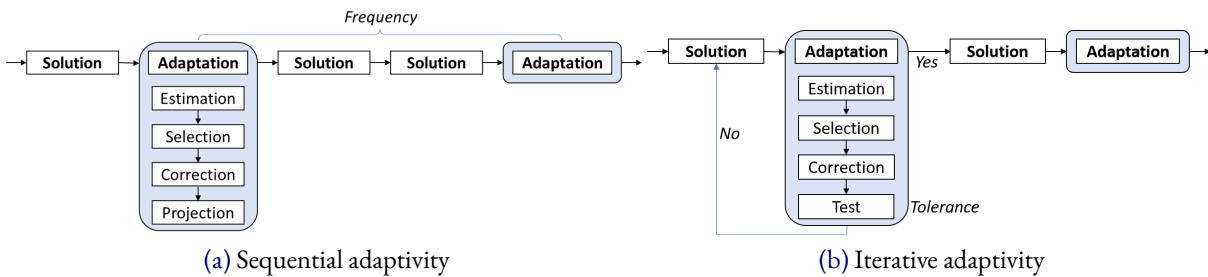 Frequency
Solution
Adaptation
Solution
Solution
Adaptation
Estimation
Selection
Correction
Projection
(a) Sequential adaptivity
Solution
Adaptation
Yes
Solution
Adaptation
Estimation
No
Selection
Correction
Test
Tolerance
(b) Iterative adaptivity